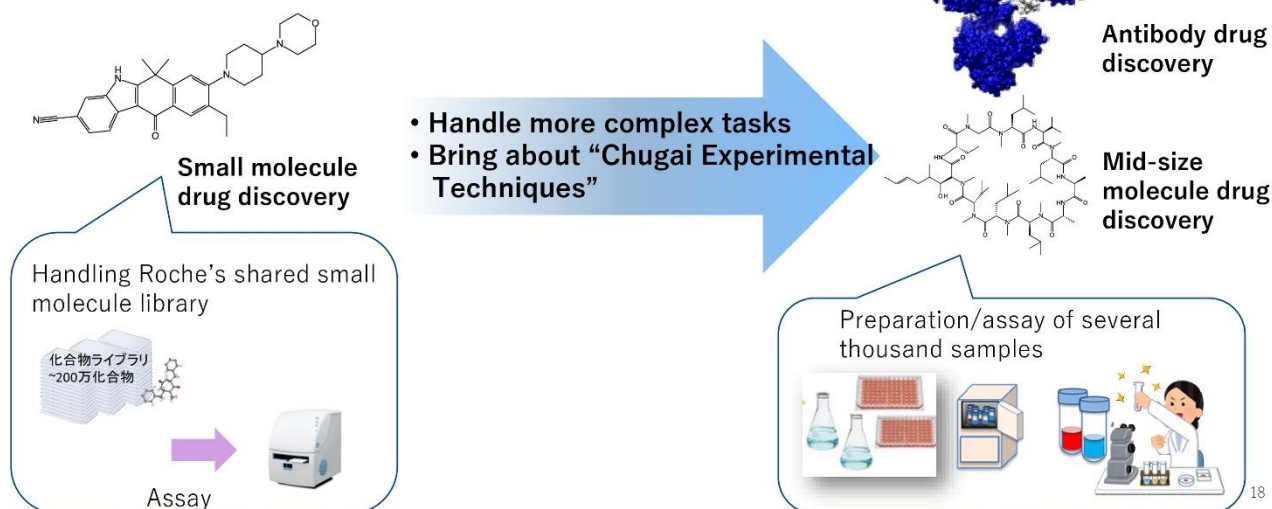 Small molecule
drug discovery
• Handle more complex tasks
• Bring about “Chugai Experimental
Techniques”
Antibody drug
discovery
Mid-size
molecule drug
discovery
Handling Roche’s shared small
molecule library
化合物ライブラリ
~200万化合物
Assay
Preparation/assay of several
thousand samples
18